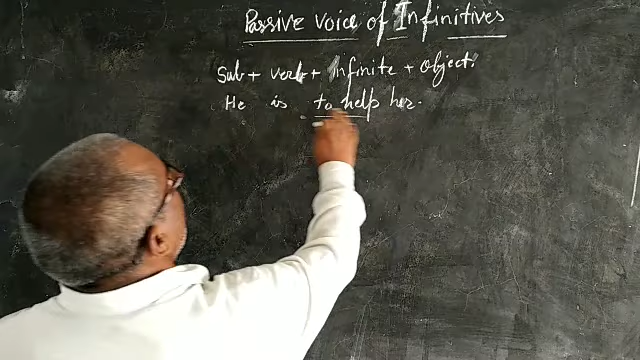 Passive voice of Infinitives
Sub + verb + Infinite + object.
He is to help her.